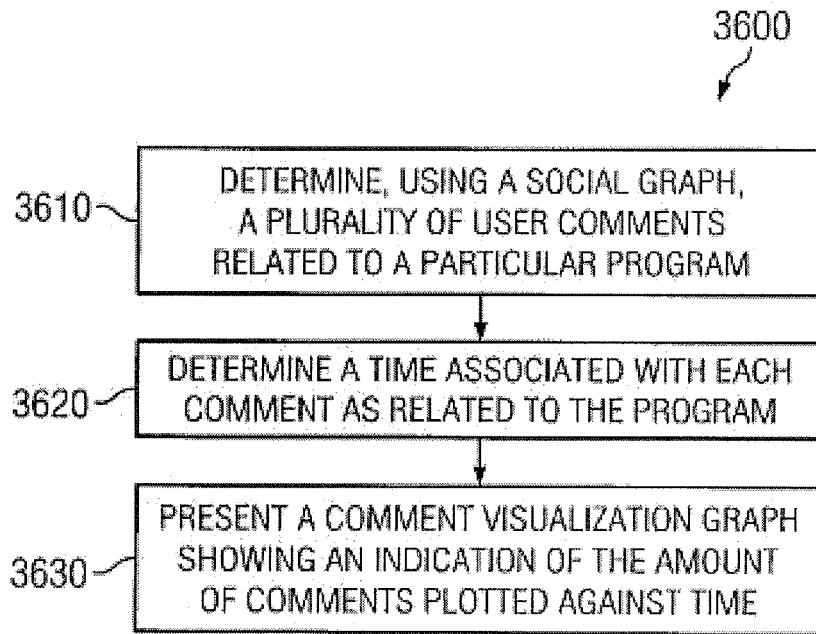 3600
3610
DETERMINE, USING A SOCIAL GRAPH,
A PLURALITY OF USER COMMENTS
RELATED TO A PARTICULAR PROGRAM
3620
DETERMINE A TIME ASSOCIATED WITH EACH
COMMENT AS RELATED TO THE PROGRAM
3630
PRESENT A COMMENT VISUALIZATION GRAPH
SHOWING AN INDICATION OF THE AMOUNT
OF COMMENTS PLOTTED AGAINST TIME